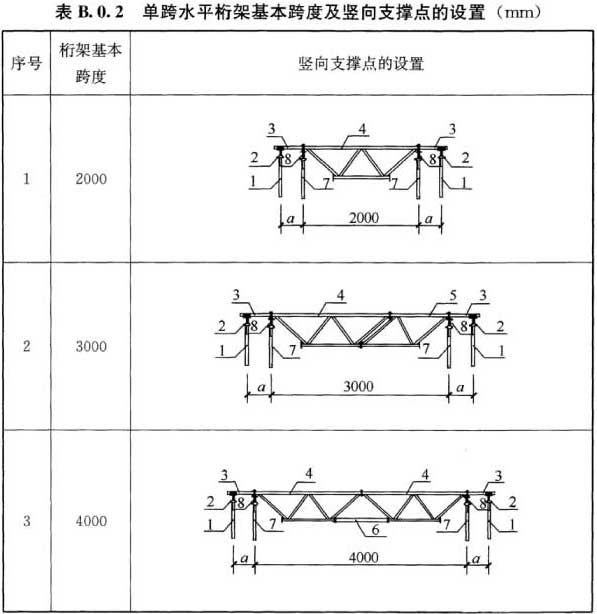 表 B.0.2 单跨水平桁架基本跨度及竖向支撑点的设置（mm）
序号 桁架基本跨度 竖向支撑点的设置
3 4 3
2 8 8 2
1 7 7 1
1 2000
a 2000 a
3 4 5 3
2 8 8 2
1 7 7 1
2 3000
a 3000 a
3 4 4 3
2 8 8 2
1 7 6 7 1
3 4000
a 4000 a